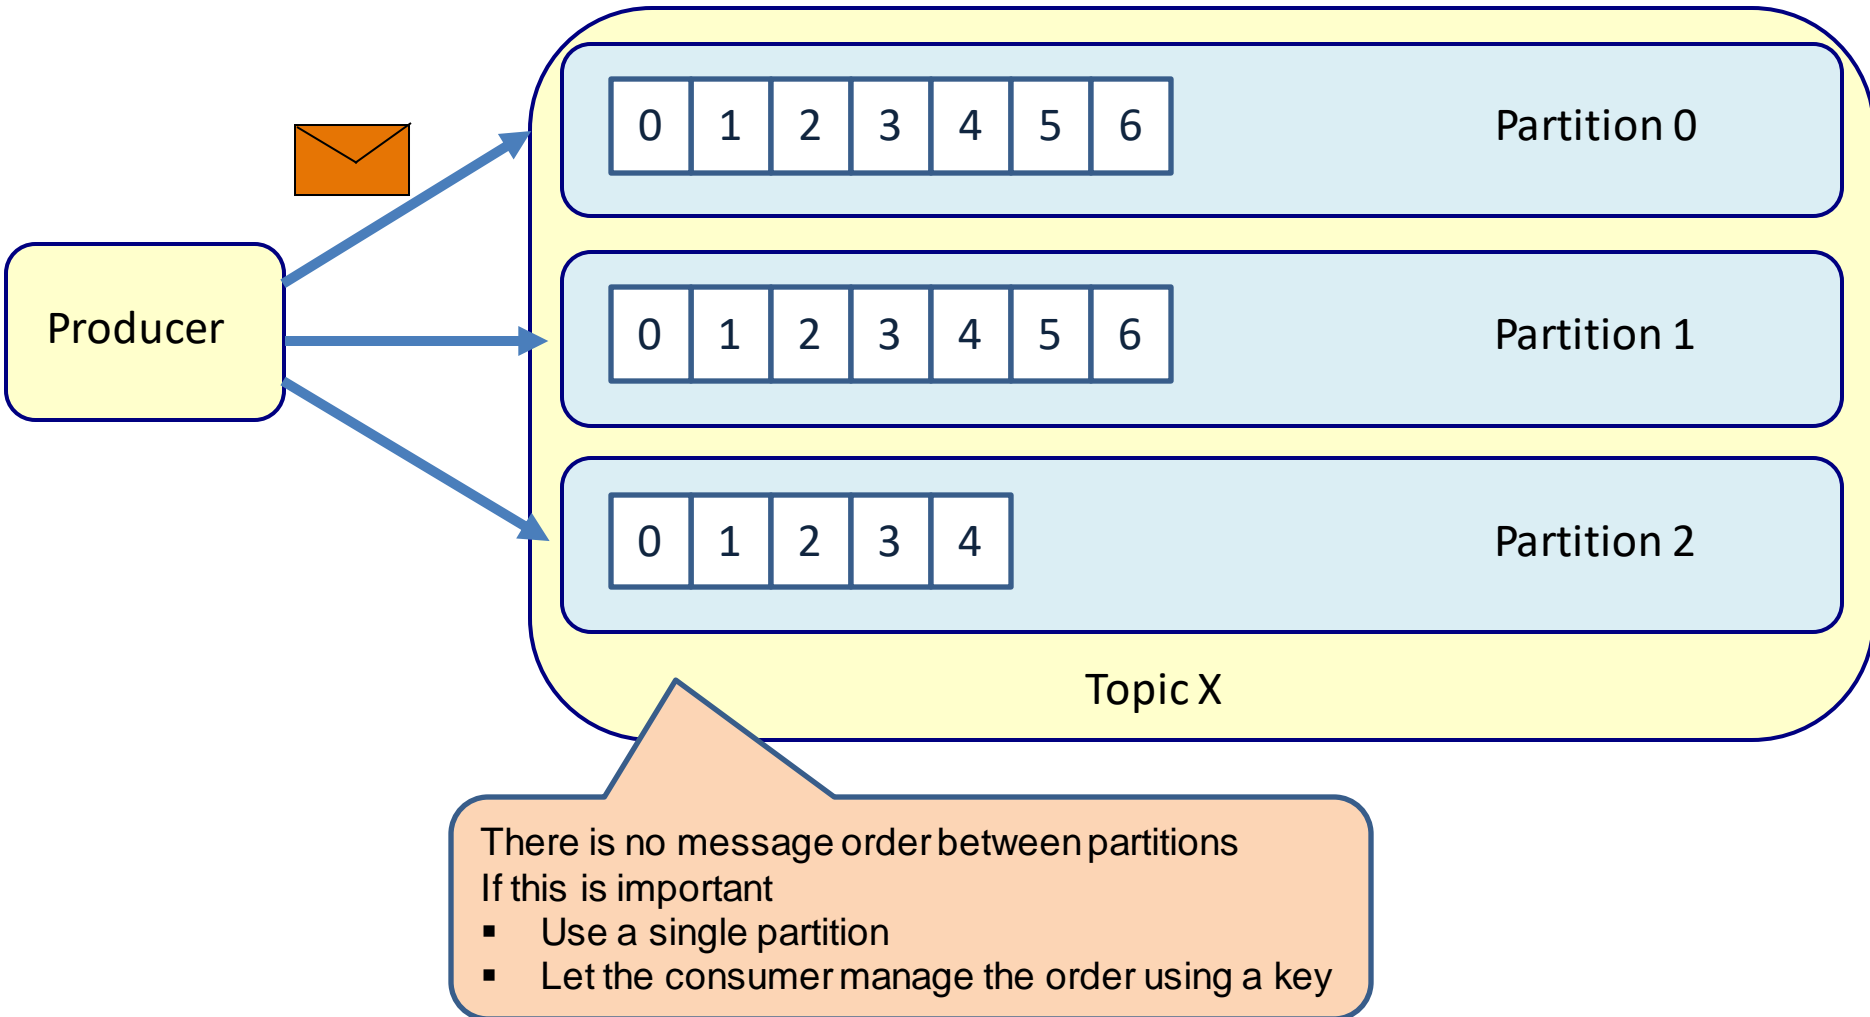 0 1 2 3 4 5 6 Partition 0
Producer
0 1 2 3 4 5 6 Partition 1
0 1 2 3 4 Partition 2
Topic X
There is no message order between partitions
If this is important
▪ Use a single partition
▪ Let the consumer manage the order using a key